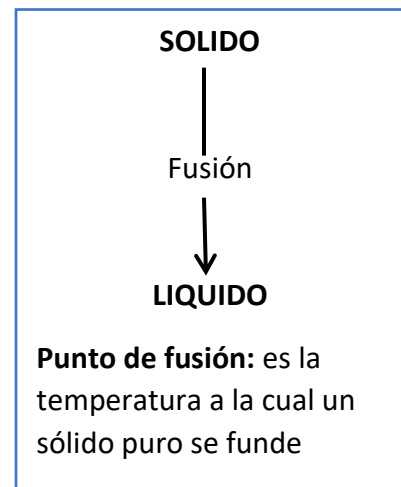 SOLIDO
Fusión
LIQUIDO
Punto de fusión: es la
temperatura a la cual un
sólido puro se funde